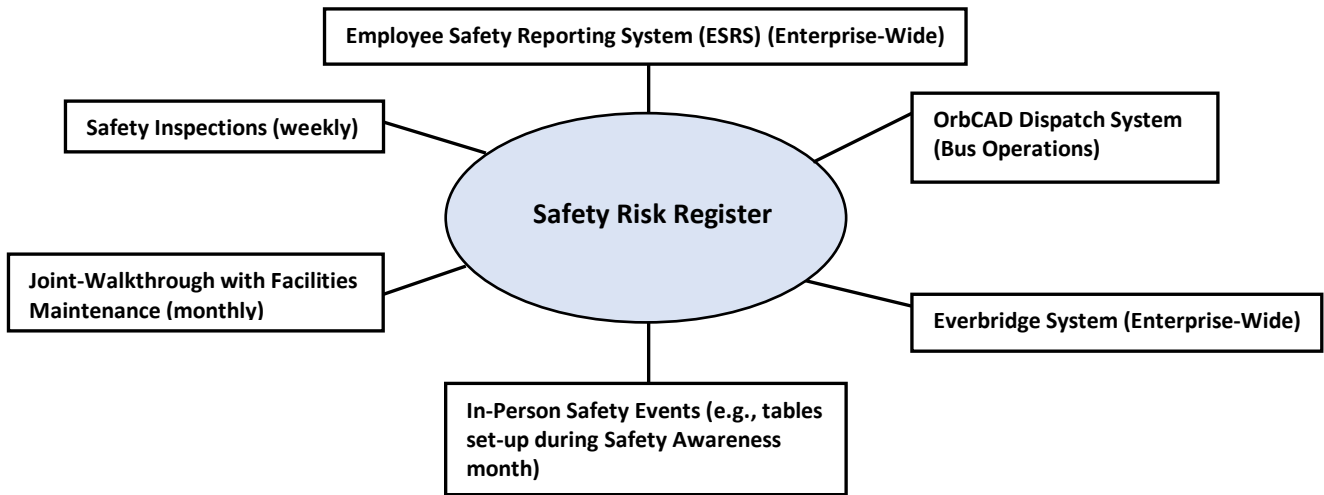 Employee Safety Reporting System (ESRS) (Enterprise-Wide)
Safety Inspections (weekly)
OrbCAD Dispatch System
(Bus Operations)
Safety Risk Register
Joint-Walkthrough with Facilities
Maintenance (monthly)
Everbridge System (Enterprise-Wide)
In-Person Safety Events (e.g., tables
set-up during Safety Awareness
month)